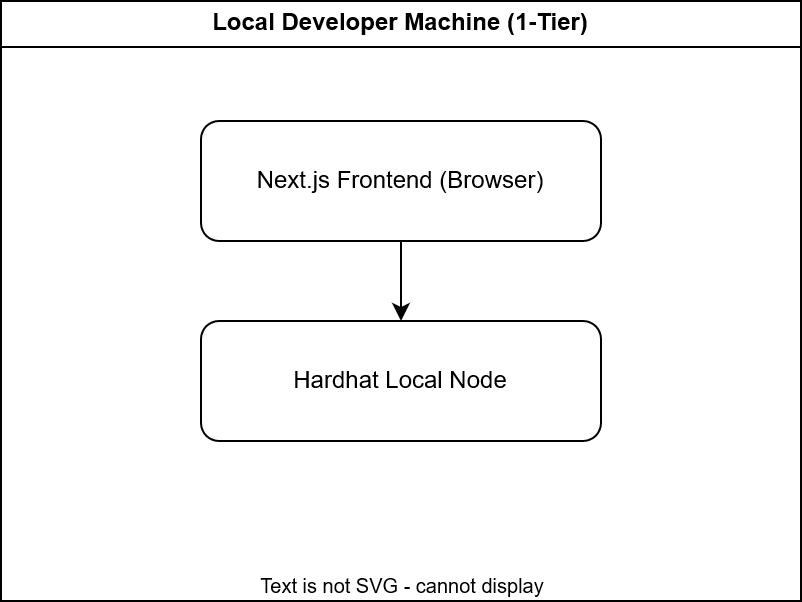 Local Developer Machine (1-Tier)
Next.js Frontend (Browser)
Hardhat Local Node
Text is not SVG - cannot display